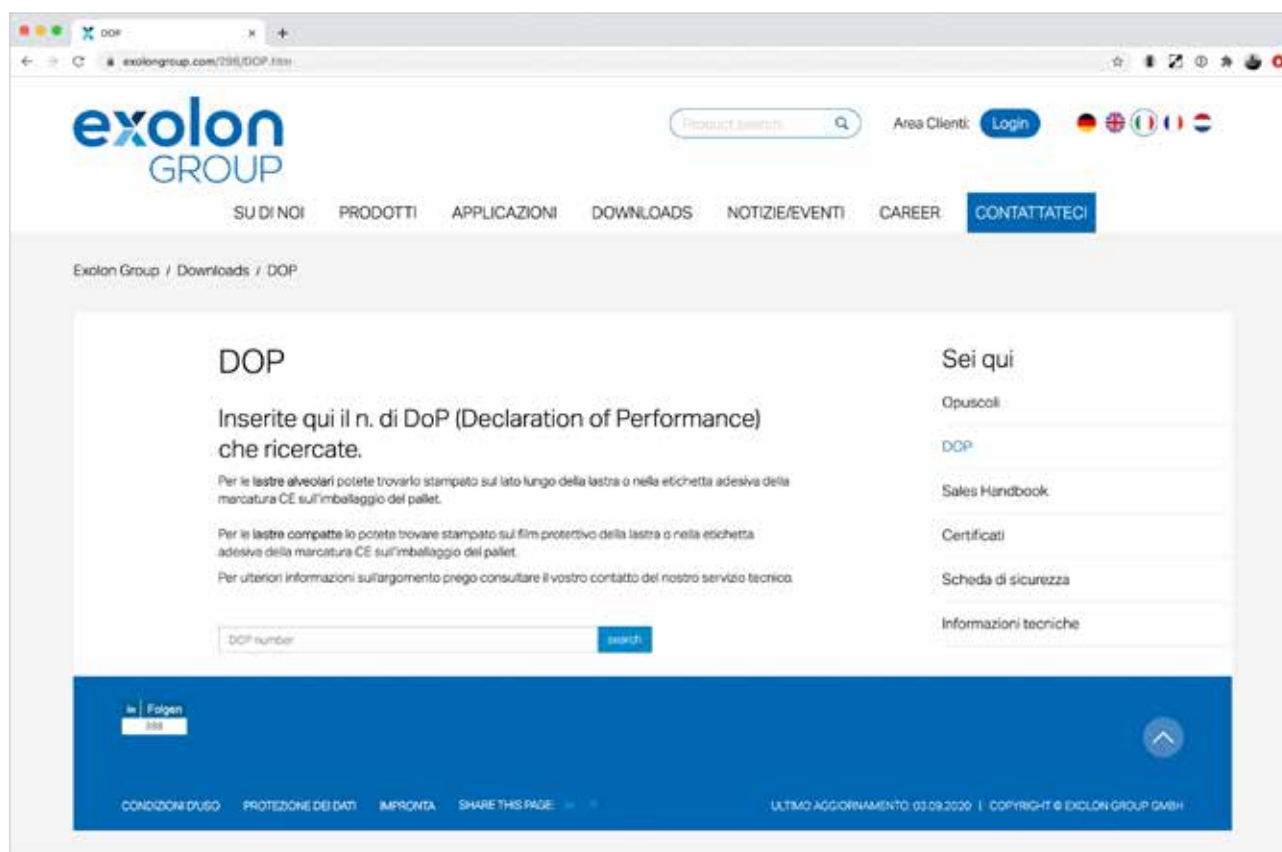 DOP
exolongroup.com/296/DOP.htm
exolon
GROUP
Product search
Area Clienti:
Login
SU DI NOI
PRODOTTI
APPLICAZIONI
DOWNLOADS
NOTIZIE/EVENTI
CAREER
CONTATTATECI
Exolon Group / Downloads / DOP
DOP
Inserite qui il n. di DoP (Declaration of Performance)
che ricercate.
Per le lastre alveolari potete trovarlo stampato sul lato lungo della lastra o nella etichetta adesiva della
marcatura CE sull'imballaggio del pallet.
Per le lastre compatte lo potete trovare stampato sul film protettivo della lastra o nella etichetta
adesiva della marcatura CE sull'imballaggio del pallet.
Per ulteriori informazioni sull'argomento prego consultare il vostro contatto del nostro servizio tecnico.
DOP number
search
Sei qui
Opuscoli
DOP
Sales Handbook
Certificati
Scheda di sicurezza
Informazioni tecniche
in Folgen
CONDIZIONI D'USO
PROTEZIONE DEI DATI
IMPRONTA
SHARE THIS PAGE:
ULTIMO AGGIORNAMENTO: 03.09.2020 | COPYRIGHT © EXOLON GROUP GMBH